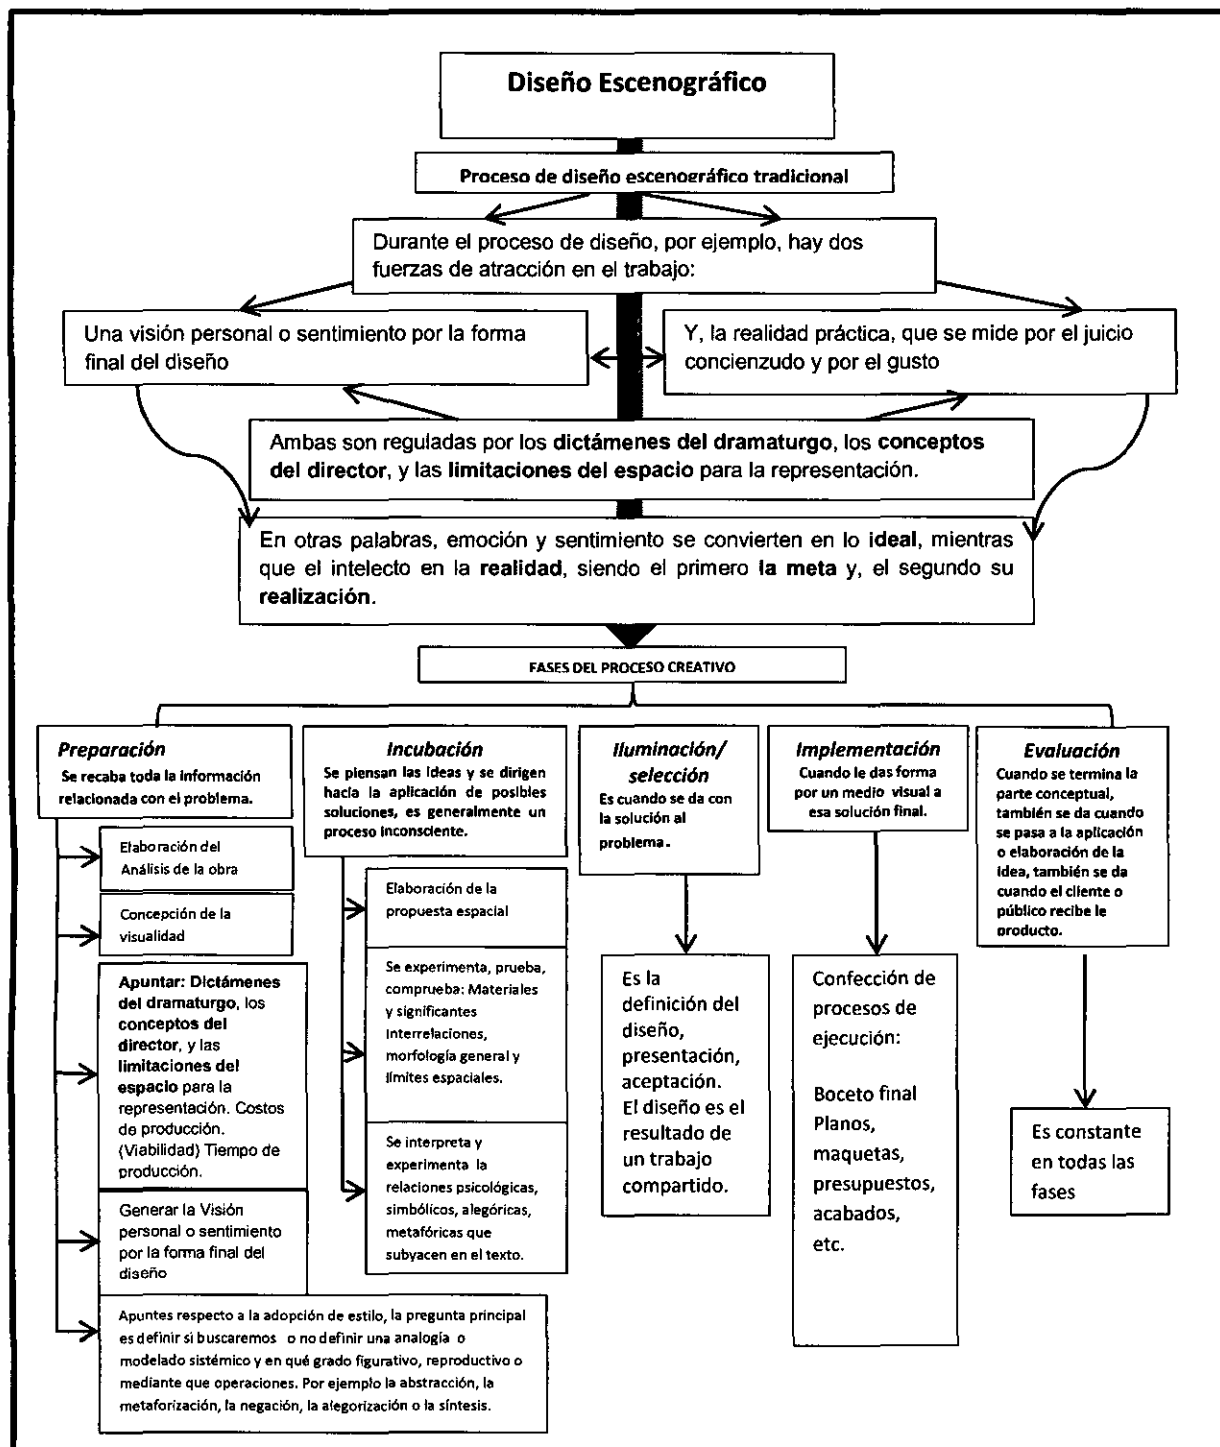 Diseño Escenográfico
Proceso de diseño escenográfico tradicional
Durante el proceso de diseño, por ejemplo, hay dos
fuerzas de atracción en el trabajo:
Una visión personal o sentimiento por la forma
final del diseño
Y, la realidad práctica, que se mide por el juicio
concienzudo y por el gusto
Ambas son reguladas por los dictámenes del dramaturgo, los conceptos
del director, y las limitaciones del espacio para la representación.
En otras palabras, emoción y sentimiento se convierten en lo ideal, mientras
que el intelecto en la realidad, siendo el primero la meta y, el segundo su
realización.
FASES DEL PROCESO CREATIVO
Preparación
Se recaba toda la información
relacionada con el problema.
Elaboración del
Análisis de la obra
Concepción de la
visualidad
Apuntar: Dictámenes
del dramaturgo, los
conceptos del
director, y las
limitaciones del
espacio para la
representación. Costos
de producción.
(Viabilidad) Tiempo de
producción.
Generar la Visión
personal o sentimiento
por la forma final del
diseño
Apuntes respecto a la adopción de estilo, la pregunta principal
es definir si buscaremos o no definir una analogía o
modelado sistémico y en qué grado figurativo, reproductivo o
mediante que operaciones. Por ejemplo la abstracción, la
metaforización, la negación, la alegorización o la síntesis.
Incubación
Se piensan las ideas y se dirigen
hacia la aplicación de posibles
soluciones, es generalmente un
proceso inconsciente.
Elaboración de la
propuesta espacial
Se experimenta, prueba,
comprueba: Materiales
y significantes
Interrelaciones,
morfología general y
límites espaciales.
Se interpreta y
experimenta la
relaciones psicológicas,
simbólicos, alegóricas,
metafóricas que
subyacen en el texto.
Iluminación/
selección
Es cuando se da con
la solución al
problema.
Es la
definición del
diseño,
presentación,
aceptación.
El diseño es el
resultado de
un trabajo
compartido.
Implementación
Cuando le das forma
por un medio visual a
esa solución final.
Confección de
procesos de
ejecución:
Boceto final
Planos,
maquetas,
presupuestos,
acabados,
etc.
Evaluación
Cuando se termina la
parte conceptual,
también se da cuando
se pasa a la aplicación
o elaboración de la
idea, también se da
cuando el cliente o
público recibe le
producto.
Es constante
en todas las
fases